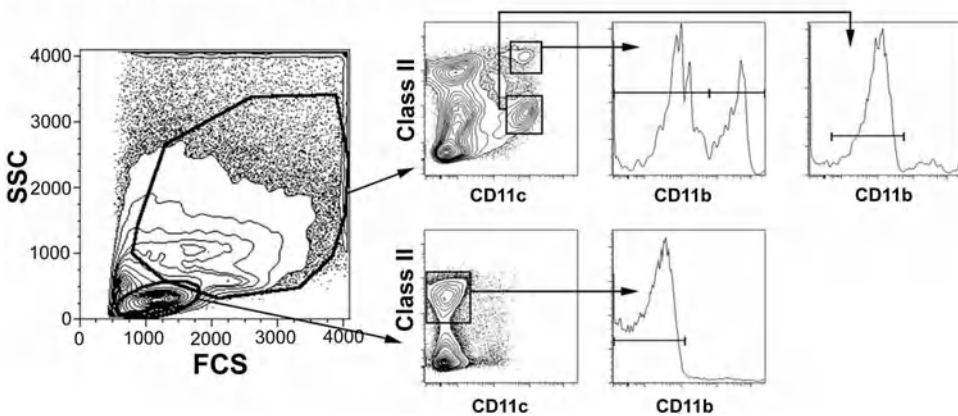 4000
3000
2000
1000
0
SSC
0 1000 2000 3000 4000
FCS
Class II
CD11c
CD11b
CD11b
Class II
CD11c
CD11b